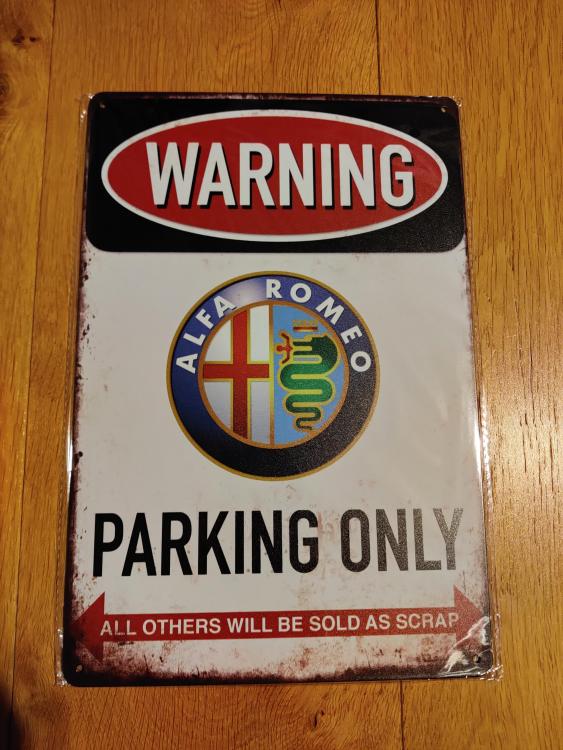 WARNING
ALFA ROMEO
PARKING ONLY
ALL OTHERS WILL BE SOLD AS SCRAP